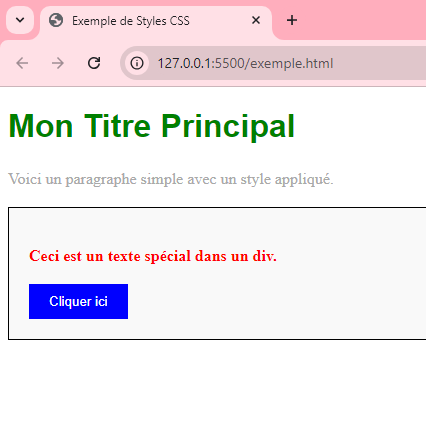 Exemple de Styles CSS
127.0.0.1:5500/exemple.html
Mon Titre Principal
Voici un paragraphe simple avec un style appliqué.
Ceci est un texte spécial dans un div.
Cliquer ici